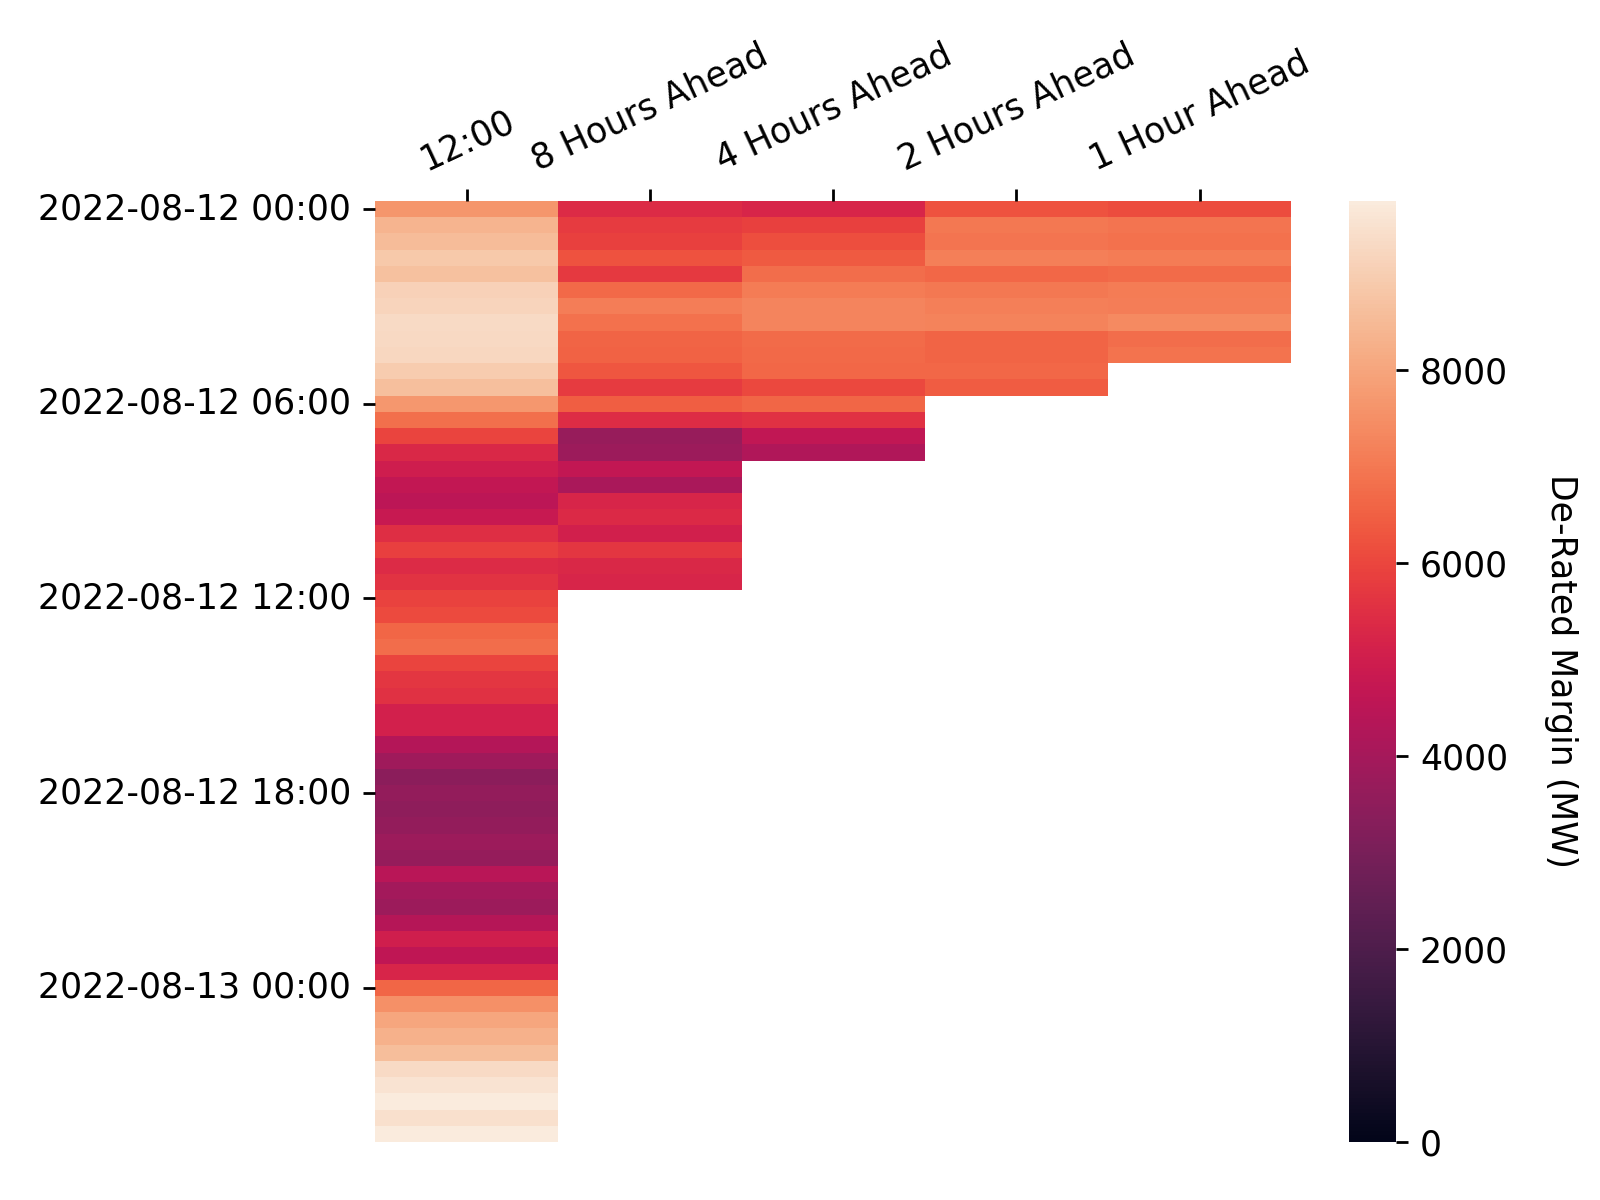 12:00
8 Hours Ahead
4 Hours Ahead
2 Hours Ahead
1 Hour Ahead
2022-08-12 00:00
2022-08-12 06:00
2022-08-12 12:00
2022-08-12 18:00
2022-08-13 00:00
8000
6000
4000
2000
0
De-Rated Margin (MW)